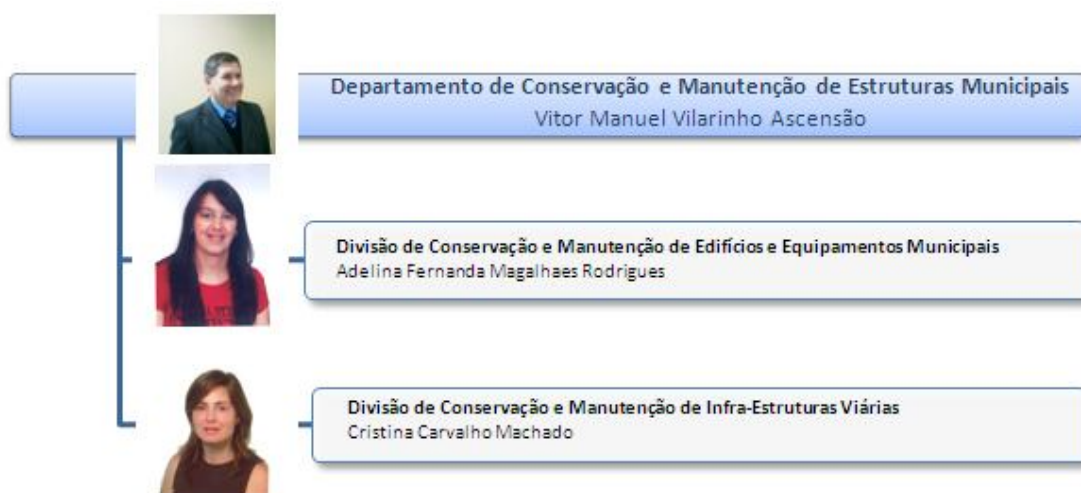 Departamento de Conservação e Manutenção de Estruturas Municipais
Vitor Manuel Vilarinho Ascensão
Divisão de Conservação e Manutenção de Edifícios e Equipamentos Municipais
Adelina Fernanda Magalhaes Rodrigues
Divisão de Conservação e Manutenção de Infra-Estruturas Viárias
Cristina Carvalho Machado